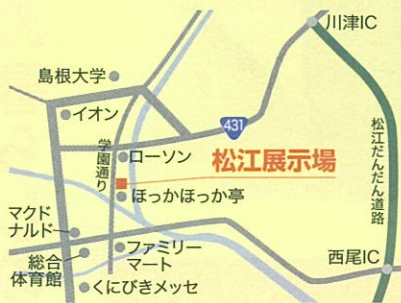 川津IC
島根大学
イオン
431
学園通り
ローソン
松江展示場
ほっかほっか亭
松江だんだん道路
マクド
ナルド
ファミリー
マート
総合
体育館
西尾IC
くにびきメッセ